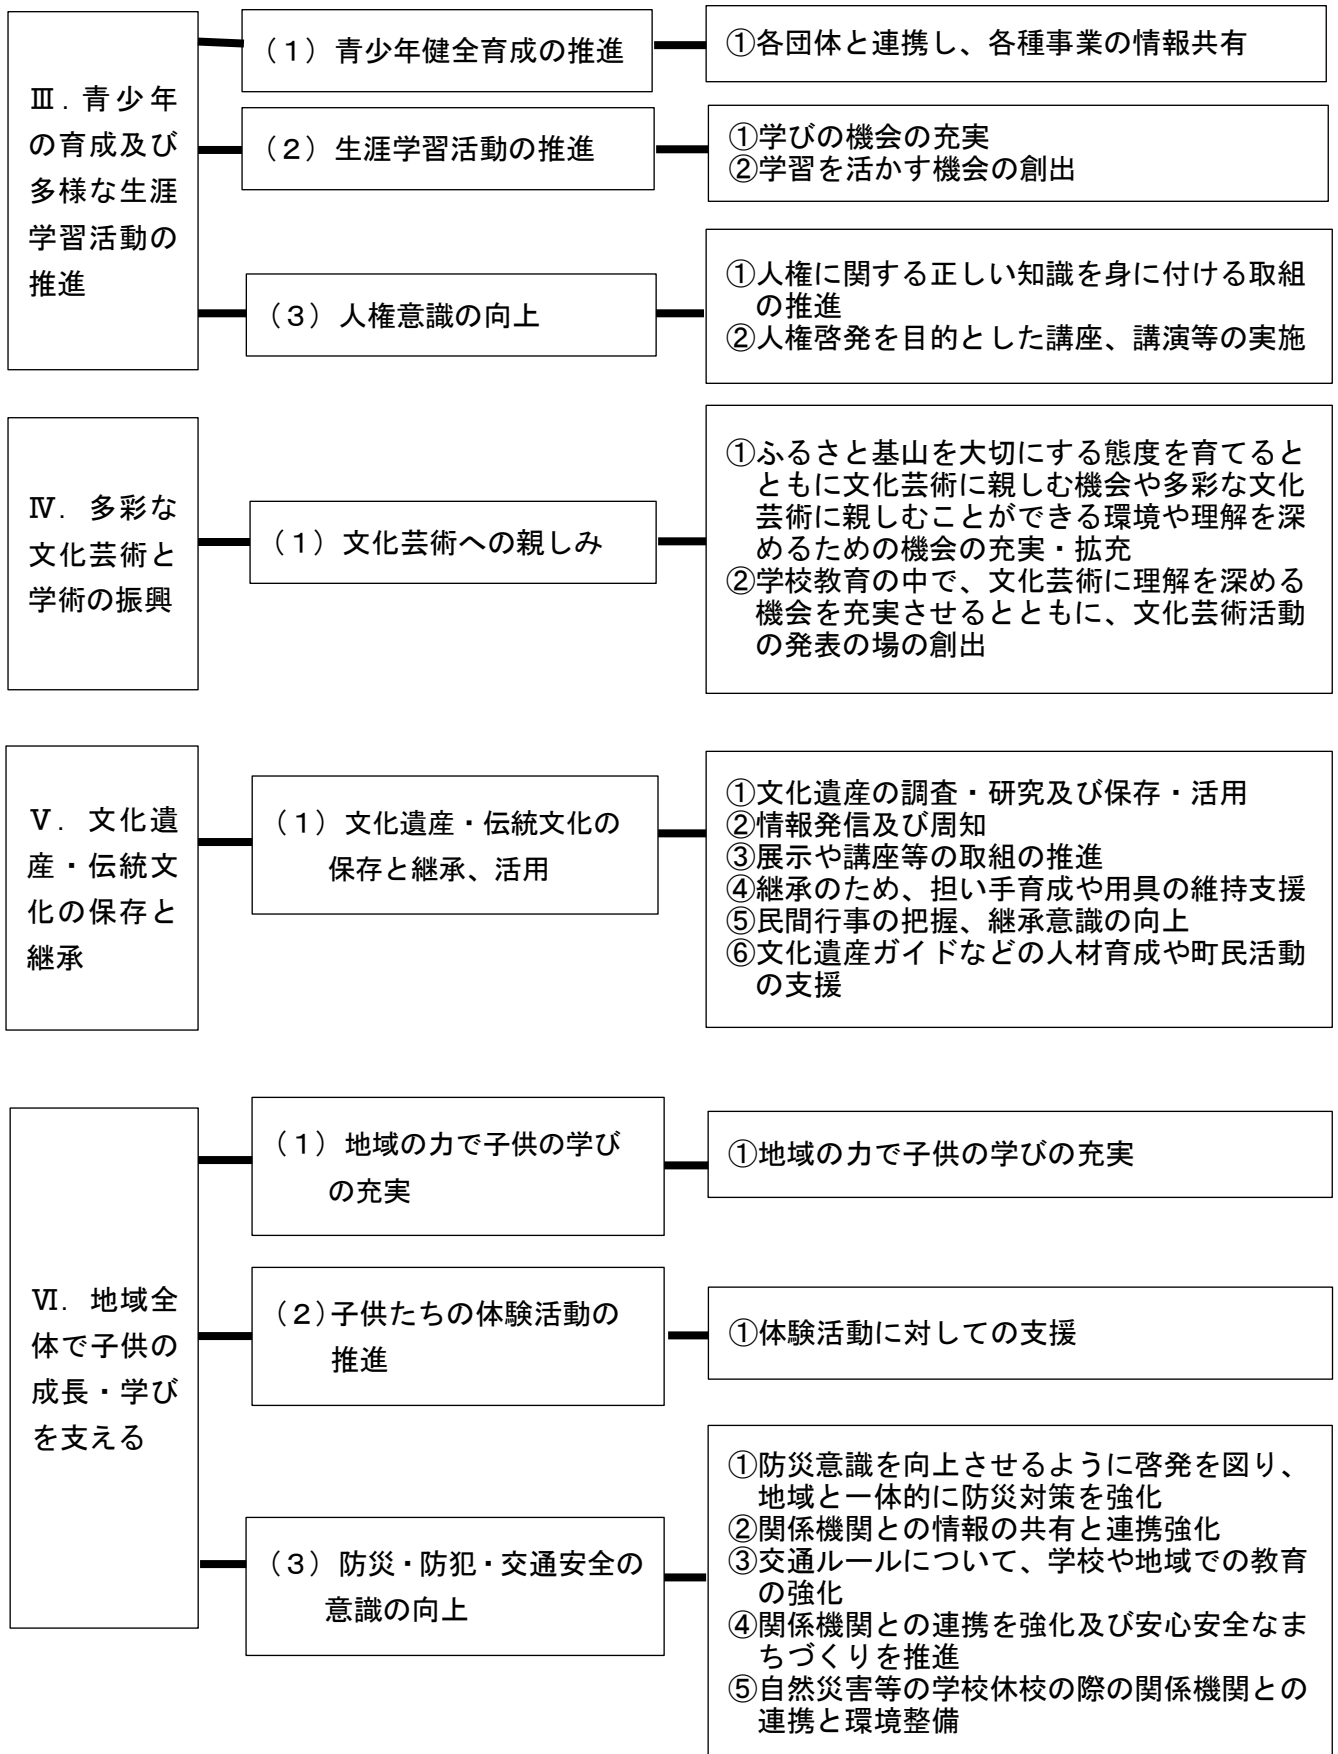 Ⅲ．青少年
の育成及び
多様な生涯
学習活動の
推進
（１）青少年健全育成の推進
①各団体と連携し、各種事業の情報共有
（２）生涯学習活動の推進
①学びの機会の充実
②学習を活かす機会の創出
（３）人権意識の向上
①人権に関する正しい知識を身に付ける取組
の推進
②人権啓発を目的とした講座、講演等の実施
Ⅳ．多彩な
文化芸術と
学術の振興
（１）文化芸術への親しみ
①ふるさと基山を大切にする態度を育てると
ともに文化芸術に親しむ機会や多彩な文化
芸術に親しむことができる環境や理解を深
めるための機会の充実・拡充
②学校教育の中で、文化芸術に理解を深める
機会を充実させるとともに、文化芸術活動
の発表の場の創出
Ⅴ．文化遺
産・伝統文
化の保存と
継承
（１）文化遺産・伝統文化の
保存と継承、活用
①文化遺産の調査・研究及び保存・活用
②情報発信及び周知
③展示や講座等の取組の推進
④継承のため、担い手育成や用具の維持支援
⑤民間行事の把握、継承意識の向上
⑥文化遺産ガイドなどの人材育成や町民活動
の支援
Ⅵ．地域全
体で子供の
成長・学び
を支える
（１）地域の力で子供の学び
の充実
①地域の力で子供の学びの充実
（２）子供たちの体験活動の
推進
①体験活動に対しての支援
（３）防災・防犯・交通安全の
意識の向上
①防災意識を向上させるように啓発を図り、
地域と一体的に防災対策を強化
②関係機関との情報の共有と連携強化
③交通ルールについて、学校や地域での教育
の強化
④関係機関との連携を強化及び安心安全なま
ちづくりを推進
⑤自然災害等の学校休校の際の関係機関との
連携と環境整備